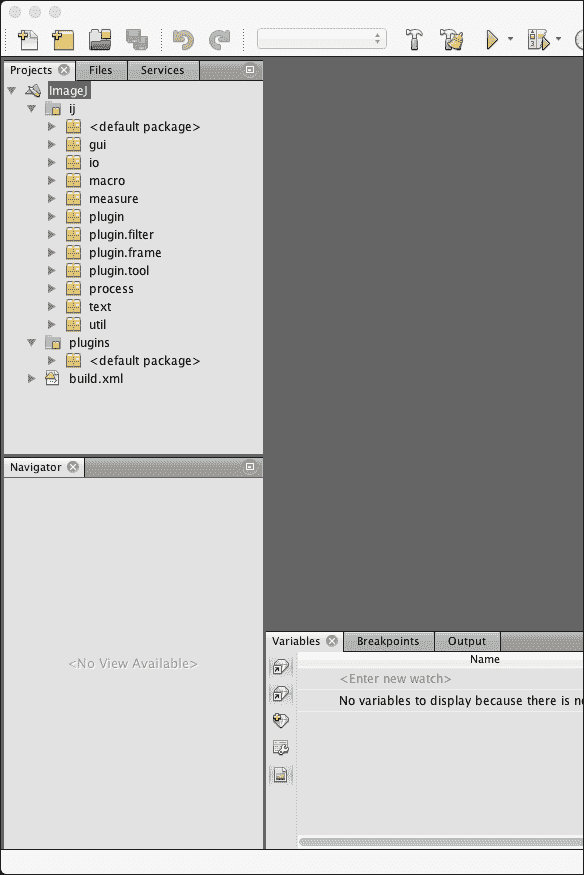 Projects Files Services
ImageJ
ij
<default package>
gui
io
macro
measure
plugin
plugin.filter
plugin.frame
plugin.tool
process
text
util
plugins
<default package>
build.xml
Navigator
<No View Available>
Variables Breakpoints Output
Name
<Enter new watch>
No variables to display because there is